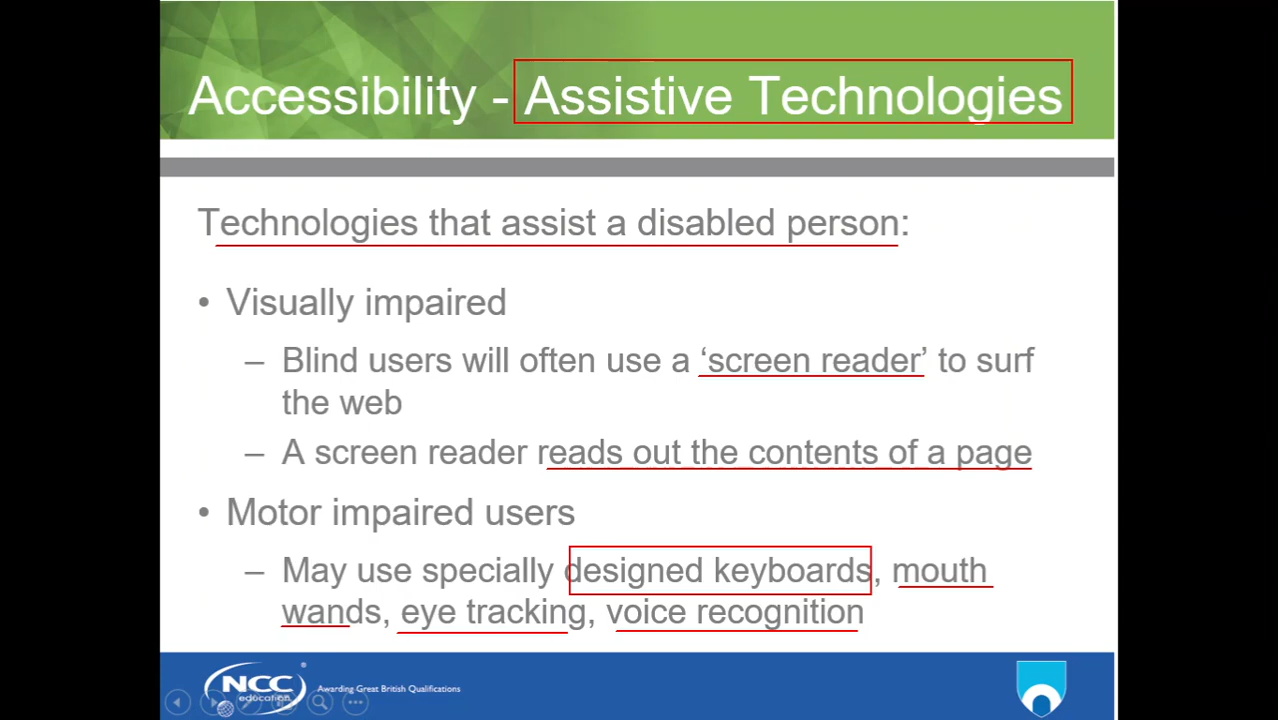 Accessibility - Assistive Technologies
Technologies that assist a disabled person:
• Visually impaired
– Blind users will often use a ‘screen reader’ to surf
the web
– A screen reader reads out the contents of a page
• Motor impaired users
– May use specially designed keyboards, mouth
wands, eye tracking, voice recognition
NCC
education
Awarding Great British Qualifications